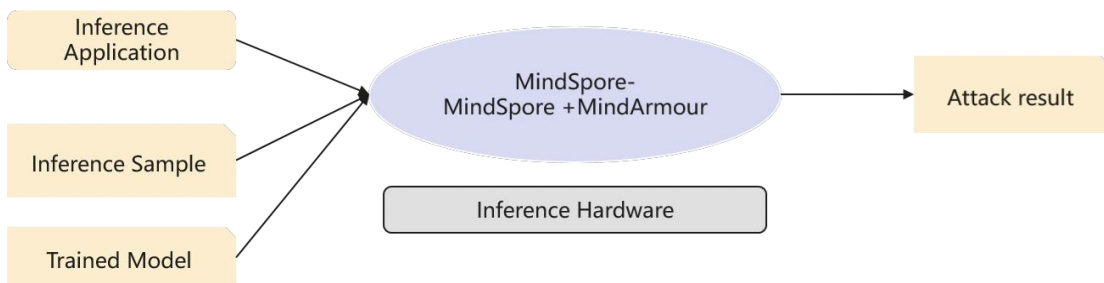 Inference
Application
Inference Sample
Trained Model
MindSpore-
MindSpore +MindArmour
Inference Hardware
Attack result